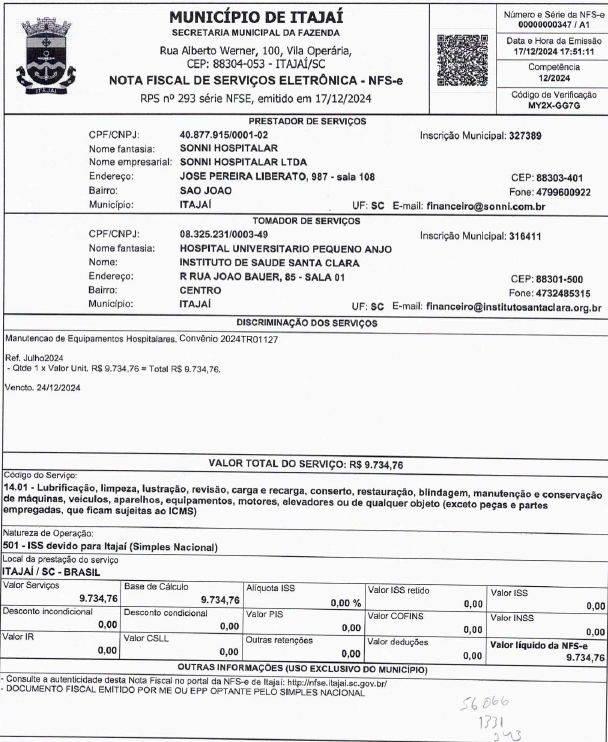 MUNICÍPIO DE ITAJAÍ
SECRETARIA MUNICIPAL DA FAZENDA
Rua Alberto Werner, 100, Vila Operária,
CEP: 88304-053 - ITAJAÍ/SC
NOTA FISCAL DE SERVIÇOS ELETRÔNICA - NFS-e
RPS nº 293 série NFSE, emitido em 17/12/2024
ITAJAÍ
Número e Série da NFS-e
00000000347 / A1
Data e Hora da Emissão
17/12/2024 17:51:11
Competência
12/2024
Código de Verificação
MY2X-GG7G
PRESTADOR DE SERVIÇOS
CPF/CNPJ: 40.877.915/0001-02 Inscrição Municipal: 327389
Nome fantasia: SONNI HOSPITALAR
Nome empresarial: SONNI HOSPITALAR LTDA
Endereço: JOSE PEREIRA LIBERATO, 987 - sala 108 CEP: 88303-401
Bairro: SAO JOAO Fone: 4799600922
Município: ITAJAÍ UF: SC E-mail: financeiro@sonni.com.br
TOMADOR DE SERVIÇOS
CPF/CNPJ: 08.325.231/0003-49 Inscrição Municipal: 316411
Nome fantasia: HOSPITAL UNIVERSITARIO PEQUENO ANJO
Nome: INSTITUTO DE SAUDE SANTA CLARA
Endereço: R RUA JOAO BAUER, 85 - SALA 01 CEP: 88301-500
Bairro: CENTRO Fone: 4732485315
Município: ITAJAÍ UF: SC E-mail: financeiro@institutosantaclara.org.br
DISCRIMINAÇÃO DOS SERVIÇOS
Manutencao de Equipamentos Hospitalares. Convênio 2024TR01127
Ref. Julho2024
- Qtde 1 x Valor Unit. R$ 9.734,76 = Total R$ 9.734,76.
Vencto. 24/12/2024
VALOR TOTAL DO SERVIÇO: R$ 9.734,76
Código do Serviço:
14.01 - Lubrificação, limpeza, lustração, revisão, carga e recarga, conserto, restauração, blindagem, manutenção e conservação
de máquinas, veículos, aparelhos, equipamentos, motores, elevadores ou de qualquer objeto (exceto peças e partes
empregadas, que ficam sujeitas ao ICMS)
Natureza de Operação:
501 - ISS devido para Itajaí (Simples Nacional)
Local da prestação do serviço
ITAJAÍ / SC - BRASIL
Valor Serviços Base de Cálculo Alíquota ISS Valor ISS retido Valor ISS
9.734,76 9.734,76 0,00 % 0,00 0,00
Desconto incondicional Desconto condicional Valor PIS Valor COFINS Valor INSS
0,00 0,00 0,00 0,00 0,00
Valor IR Valor CSLL Outras retenções Valor deduções Valor líquido da NFS-e
0,00 0,00 0,00 0,00 9.734,76
OUTRAS INFORMAÇÕES (USO EXCLUSIVO DO MUNICÍPIO)
- Consulte a autenticidade desta Nota Fiscal no portal da NFS-e de Itajaí: http://nfse.itajai.sc.gov.br/
- DOCUMENTO FISCAL EMITIDO POR ME OU EPP OPTANTE PELO SIMPLES NACIONAL
56066
1331